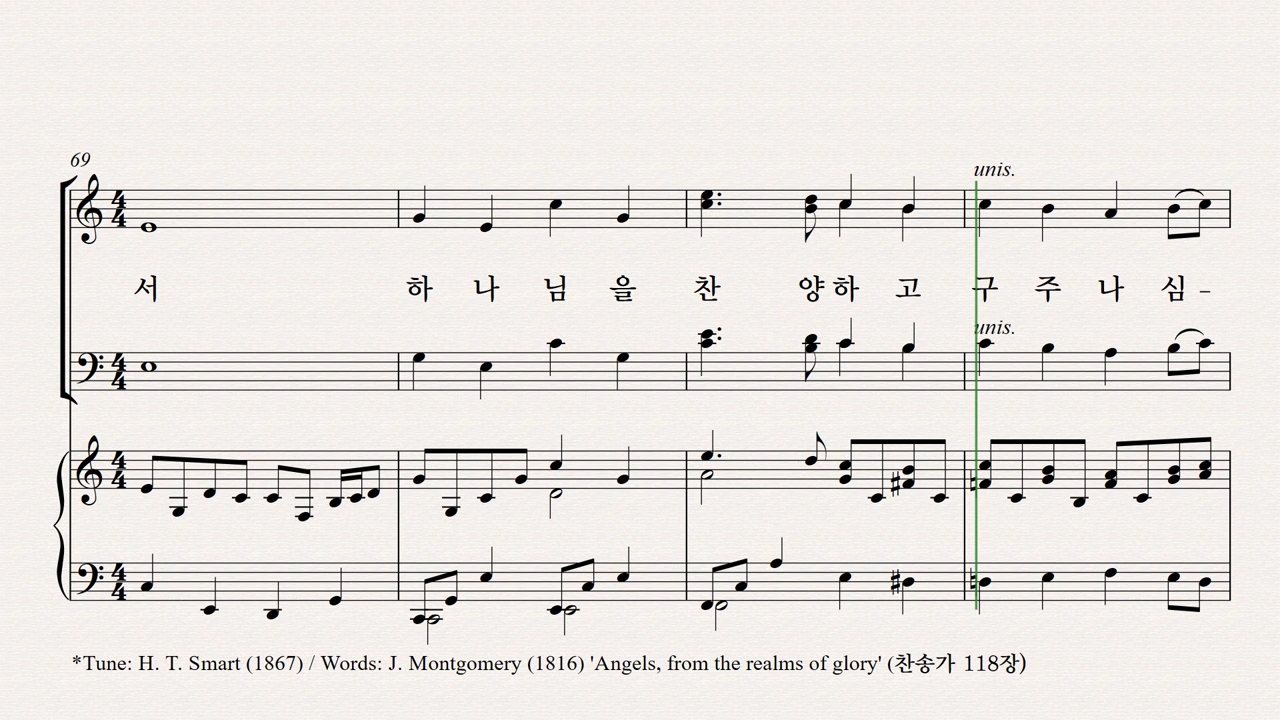 69
unis.
서 하 나 님 을 찬 양 하 고 구 주 나 심 -
unis.
*Tune: H. T. Smart (1867) / Words: J. Montgomery (1816) 'Angels, from the realms of glory' (찬송가 118장)